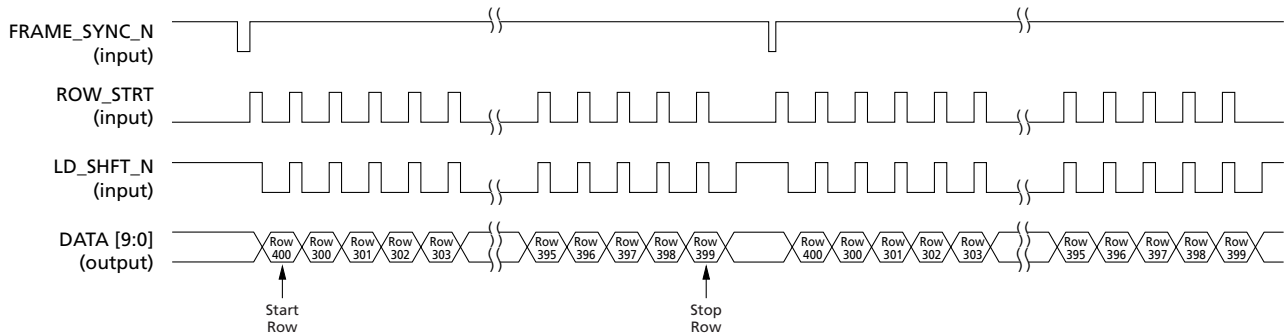 FRAME_SYNC_N
(input)
ROW_STRT
(input)
LD_SHFT_N
(input)
DATA [9:0]
(output)
Row 400
Row 300
Row 301
Row 302
Row 303
Row 395
Row 396
Row 397
Row 398
Row 399
Row 400
Row 300
Row 301
Row 302
Row 303
Row 395
Row 396
Row 397
Row 398
Row 399
Start
Row
Stop
Row